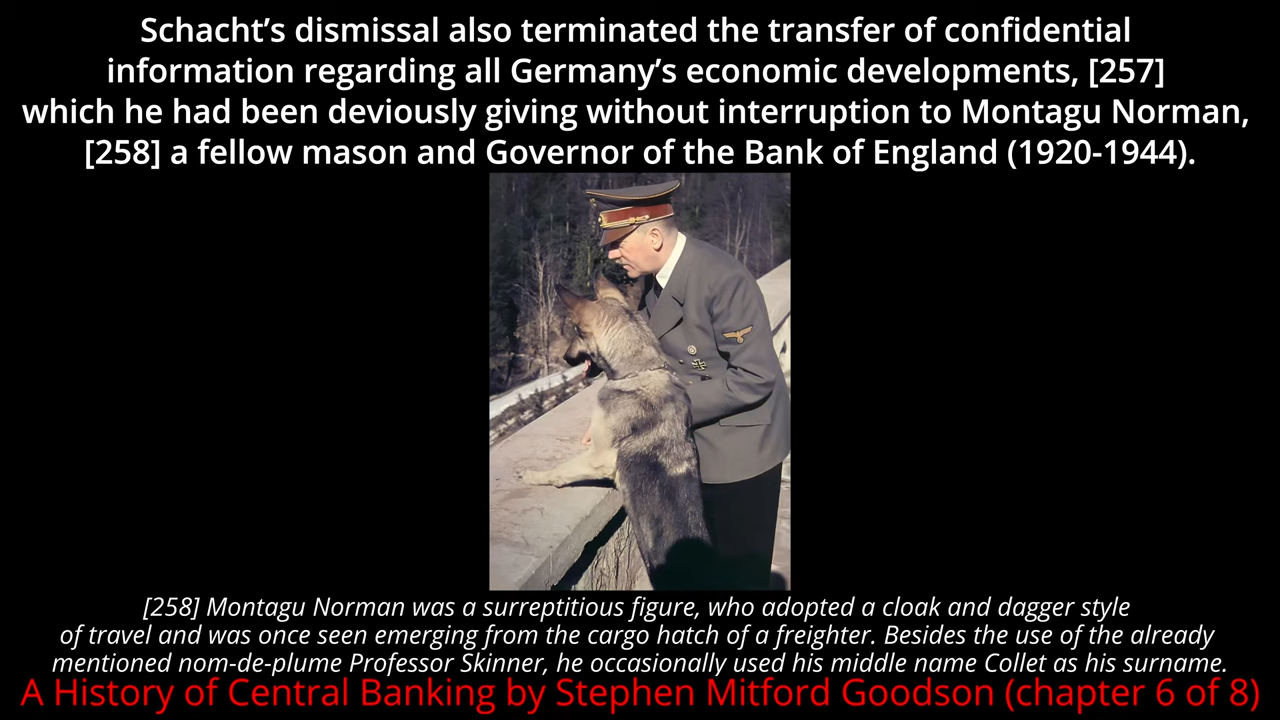 Schacht’s dismissal also terminated the transfer of confidential
information regarding all Germany’s economic developments, [257]
which he had been deviously giving without interruption to Montagu Norman,
[258] a fellow mason and Governor of the Bank of England (1920-1944).
[258] Montagu Norman was a surreptitious figure, who adopted a cloak and dagger style
of travel and was once seen emerging from the cargo hatch of a freighter. Besides the use of the already
mentioned nom-de-plume Professor Skinner, he occasionally used his middle name Collet as his surname.
A History of Central Banking by Stephen Mitford Goodson (chapter 6 of 8)